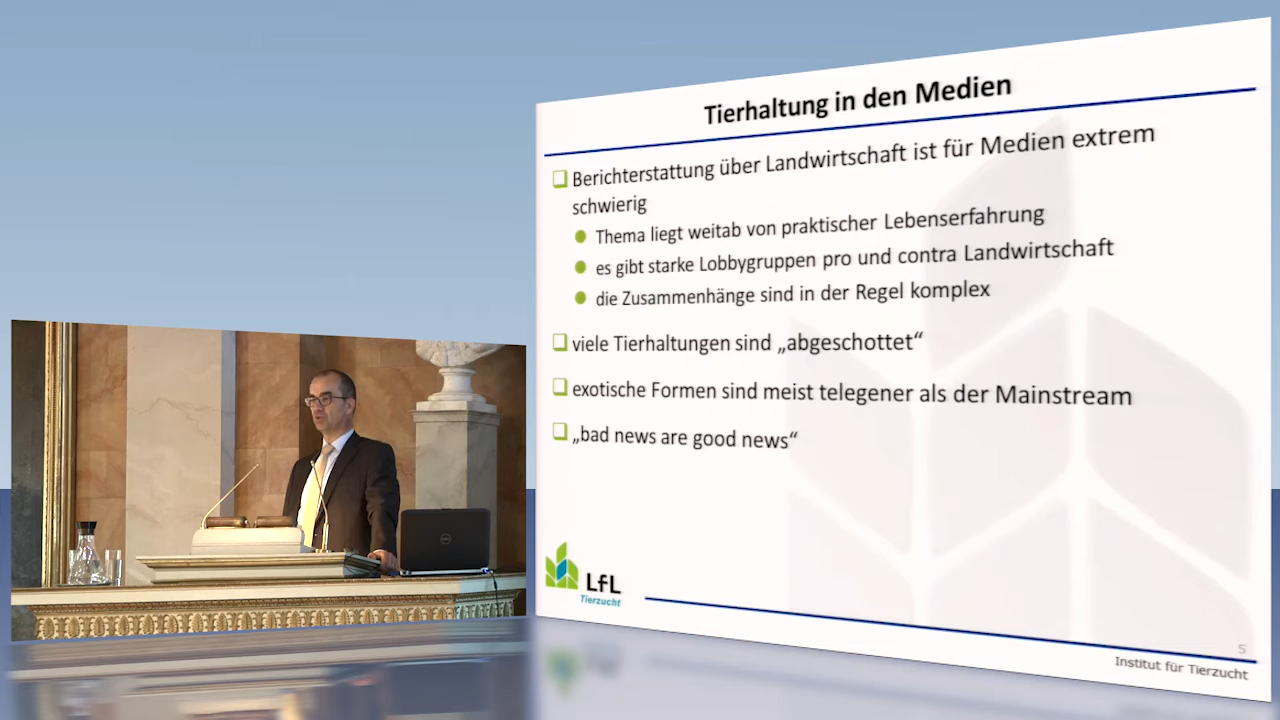 Tierhaltung in den Medien
Berichterstattung über Landwirtschaft ist für Medien extrem
schwierig
Thema liegt weitab von praktischer Lebenserfahrung
es gibt starke Lobbygruppen pro und contra Landwirtschaft
die Zusammenhänge sind in der Regel komplex
viele Tierhaltungen sind „abgeschottet“
exotische Formen sind meist telegener als der Mainstream
„bad news are good news“
LfL
Tierzucht
5
Institut für Tierzucht
DELL